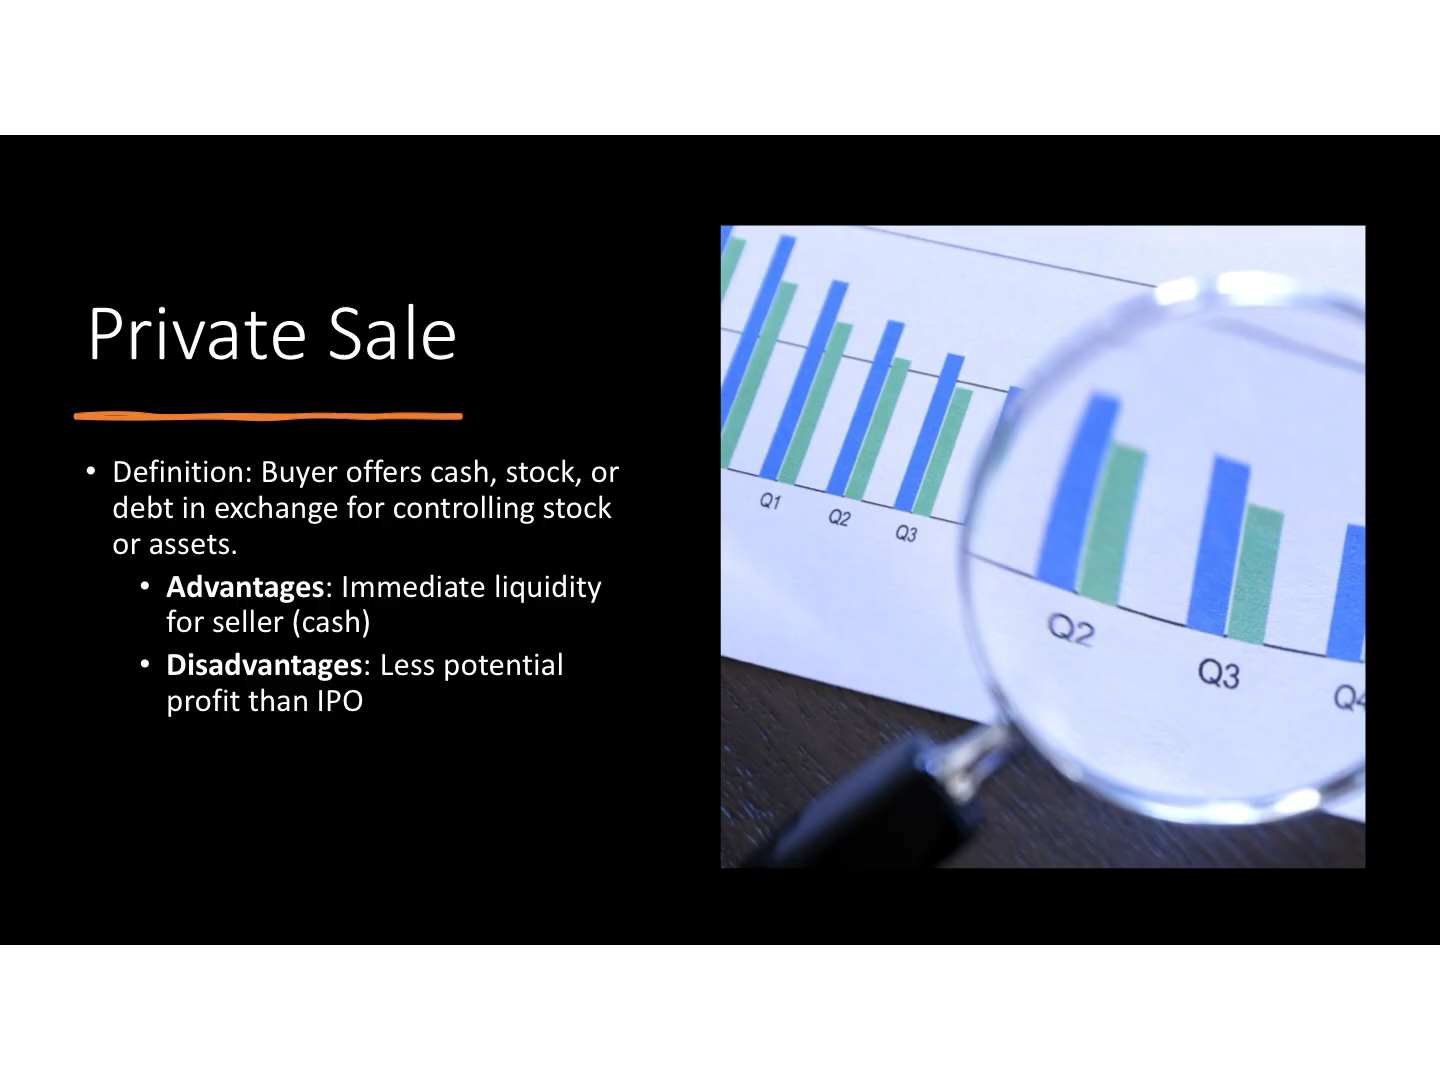 Private Sale
• Definition: Buyer offers cash, stock, or
debt in exchange for controlling stock
or assets.
• Advantages: Immediate liquidity
for seller (cash)
• Disadvantages: Less potential
profit than IPO
Q1
Q2
Q3
Q2
Q3
Q4